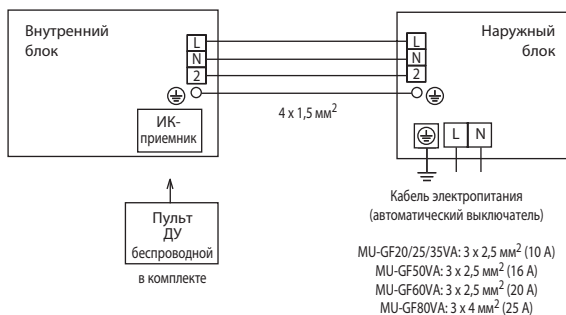 Внутренний
блок
L
N
2
ИК-
приемник
Пульт
ДУ
беспроводной
в комплекте
4 x 1,5 мм²
Наружный
блок
L
N
2
L N
Кабель электропитания
(автоматический выключатель)
MU-GF20/25/35VA: 3 x 2,5 мм² (10 А)
MU-GF50VA: 3 x 2,5 мм² (16 А)
MU-GF60VA: 3 x 2,5 мм² (20 А)
MU-GF80VA: 3 x 4 мм² (25 А)